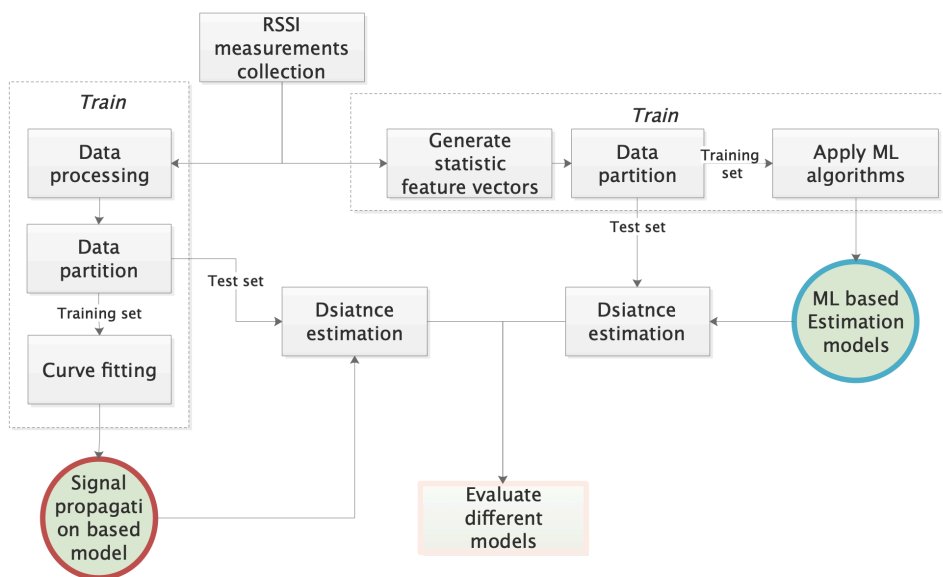 RSSI
measurements
collection
Train
Data
processing
Data
partition
Training set
Curve fitting
Signal
propagati
on based
model
Test set
Dsiatnce
estimation
Train
Generate
statistic
feature vectors
Data
partition
Training
set
Apply ML
algorithms
Test set
Dsiatnce
estimation
ML based
Estimation
models
Evaluate
different
models